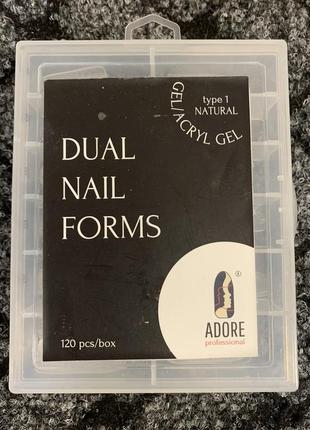 type 1
NATURAL
GEL/ACRYL GEL
DUAL
NAIL
FORMS
120 pcs/box
ADORE
professional